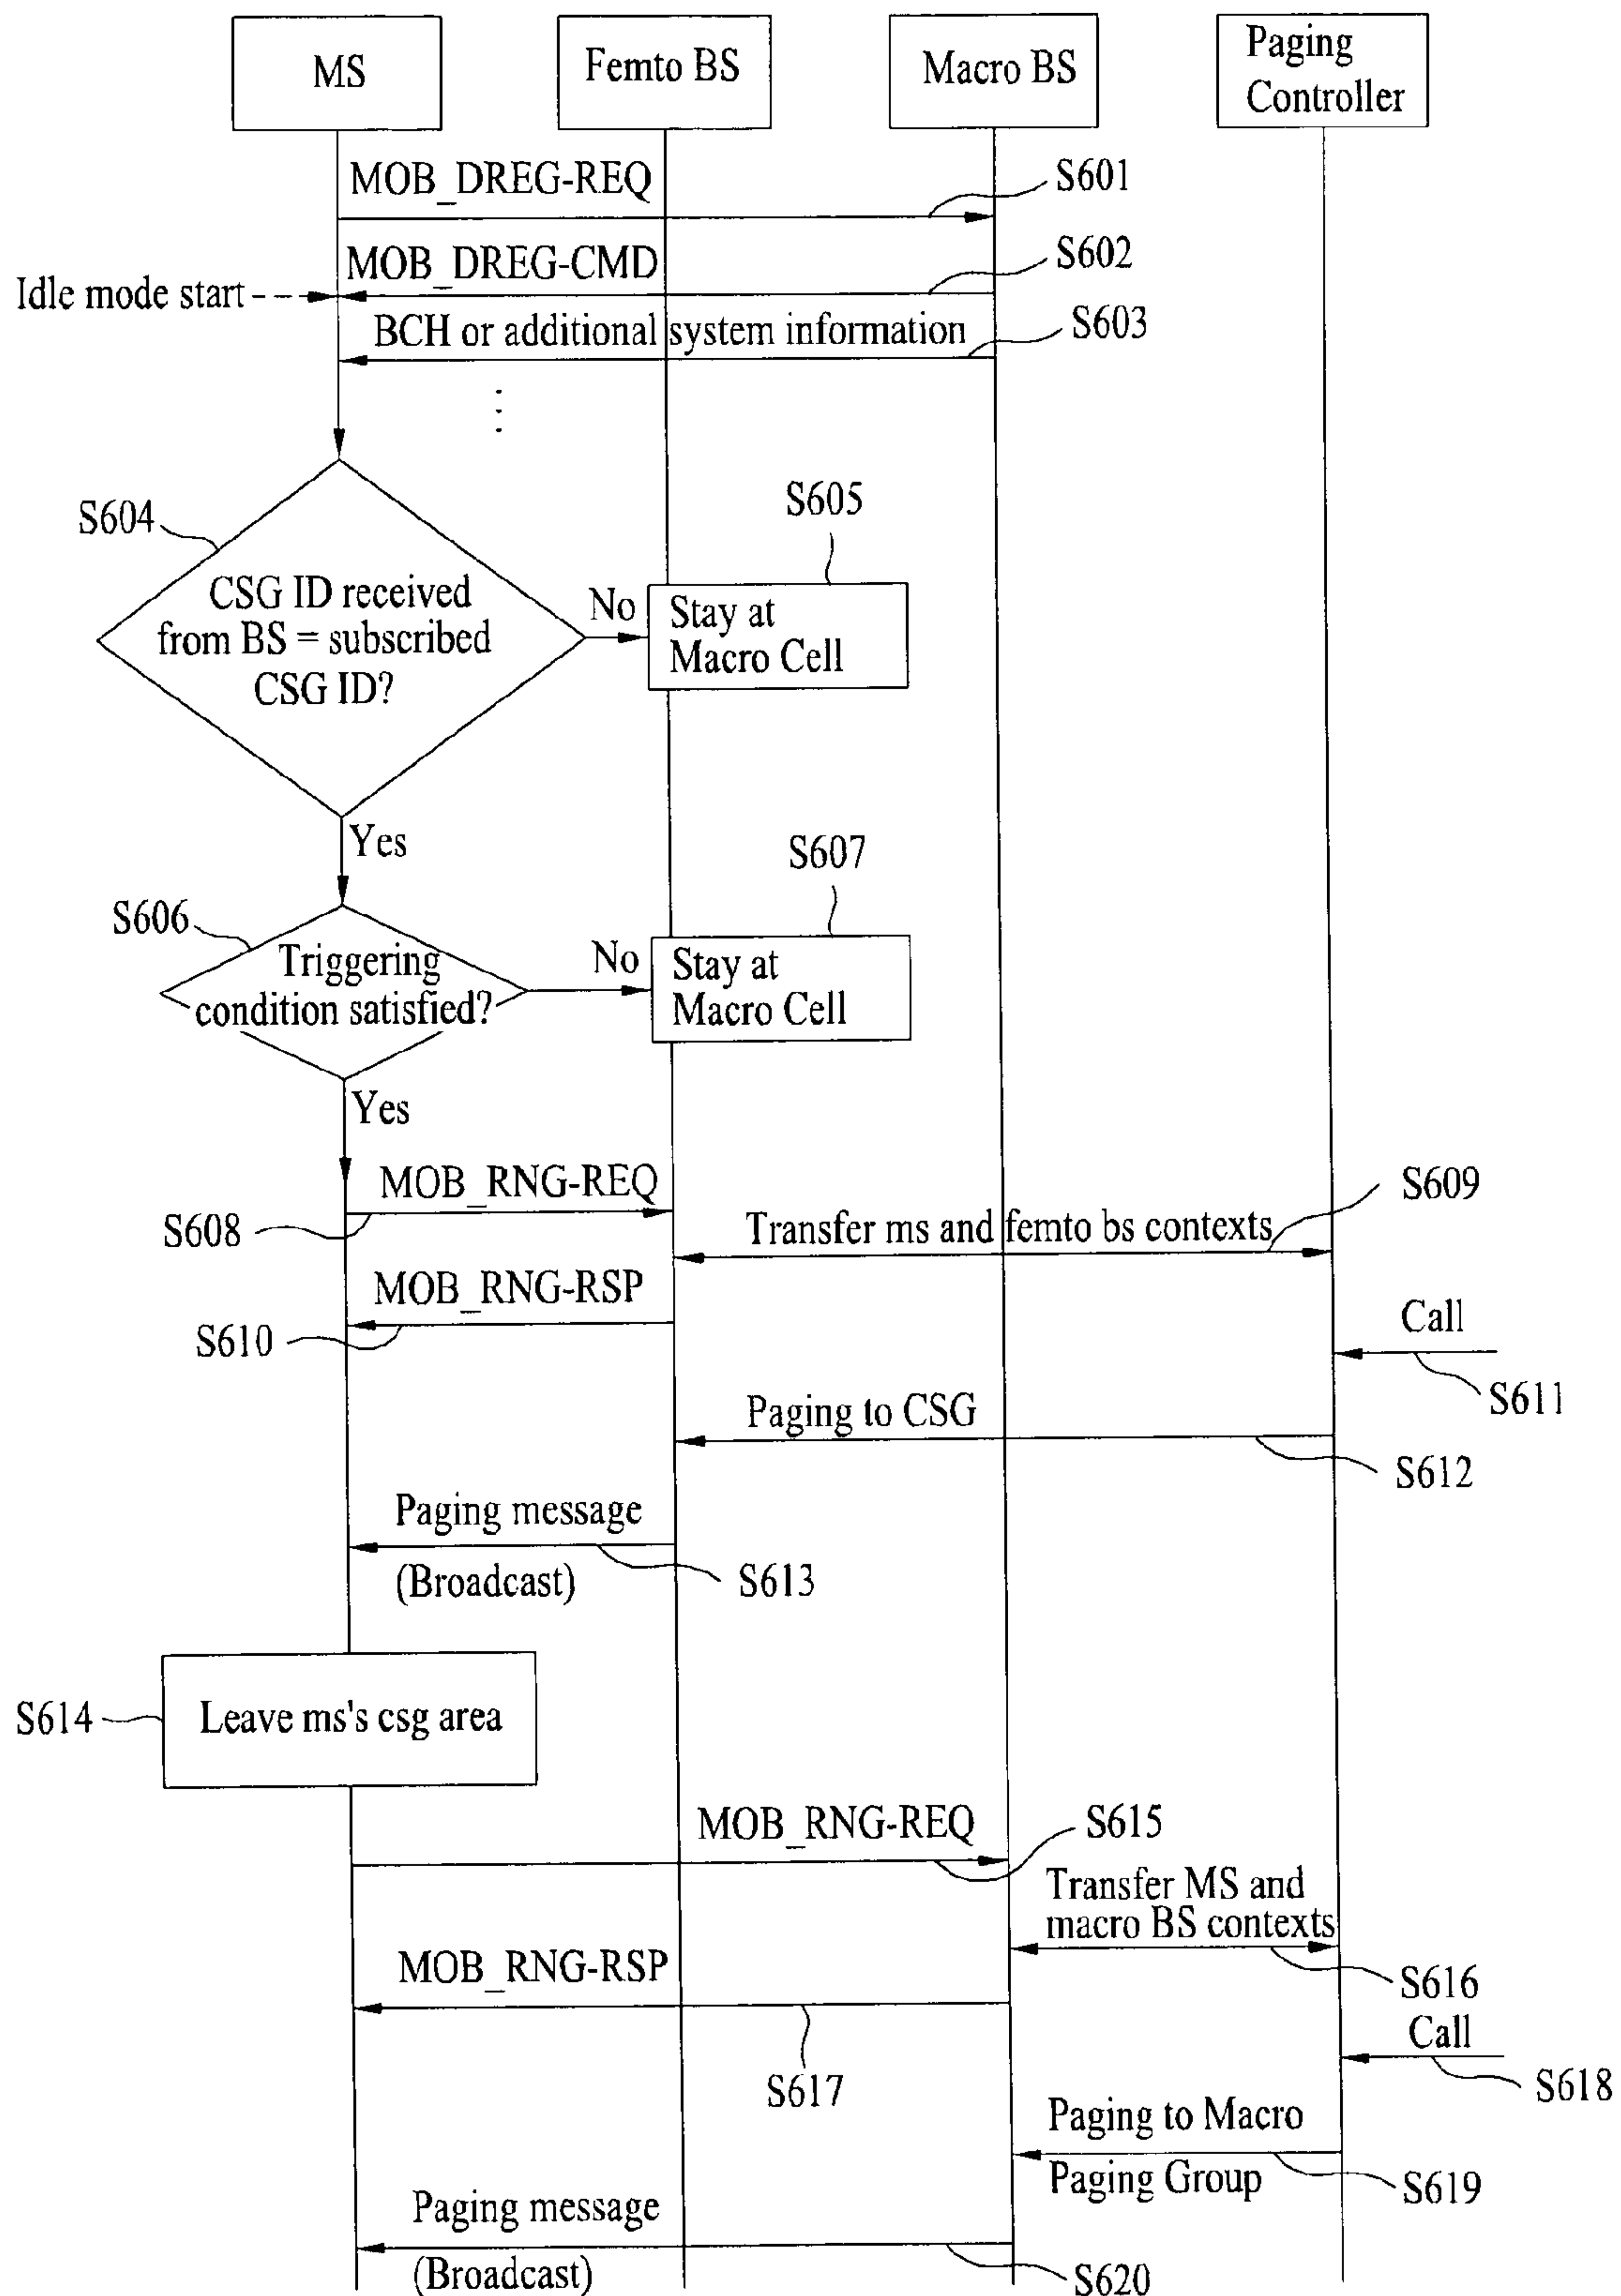 MS
Femto BS
Macro BS
Paging
Controller
MOB_DREG-REQ
S601
MOB_DREG-CMD
S602
Idle mode start
BCH or additional system information
S603
S604
CSG ID received
from BS = subscribed
CSG ID?
No
S605
Stay at
Macro Cell
Yes
S606
Triggering
condition satisfied?
No
S607
Stay at
Macro Cell
Yes
MOB_RNG-REQ
S608
S609
Transfer ms and femto bs contexts
MOB_RNG-RSP
S610
Call
S611
Paging to CSG
S612
Paging message
(Broadcast)
S613
S614
Leave ms's csg area
MOB_RNG-REQ
S615
Transfer MS and
macro BS contexts
S616
MOB_RNG-RSP
S617
Call
S618
Paging to Macro
Paging Group
S619
Paging message
(Broadcast)
S620